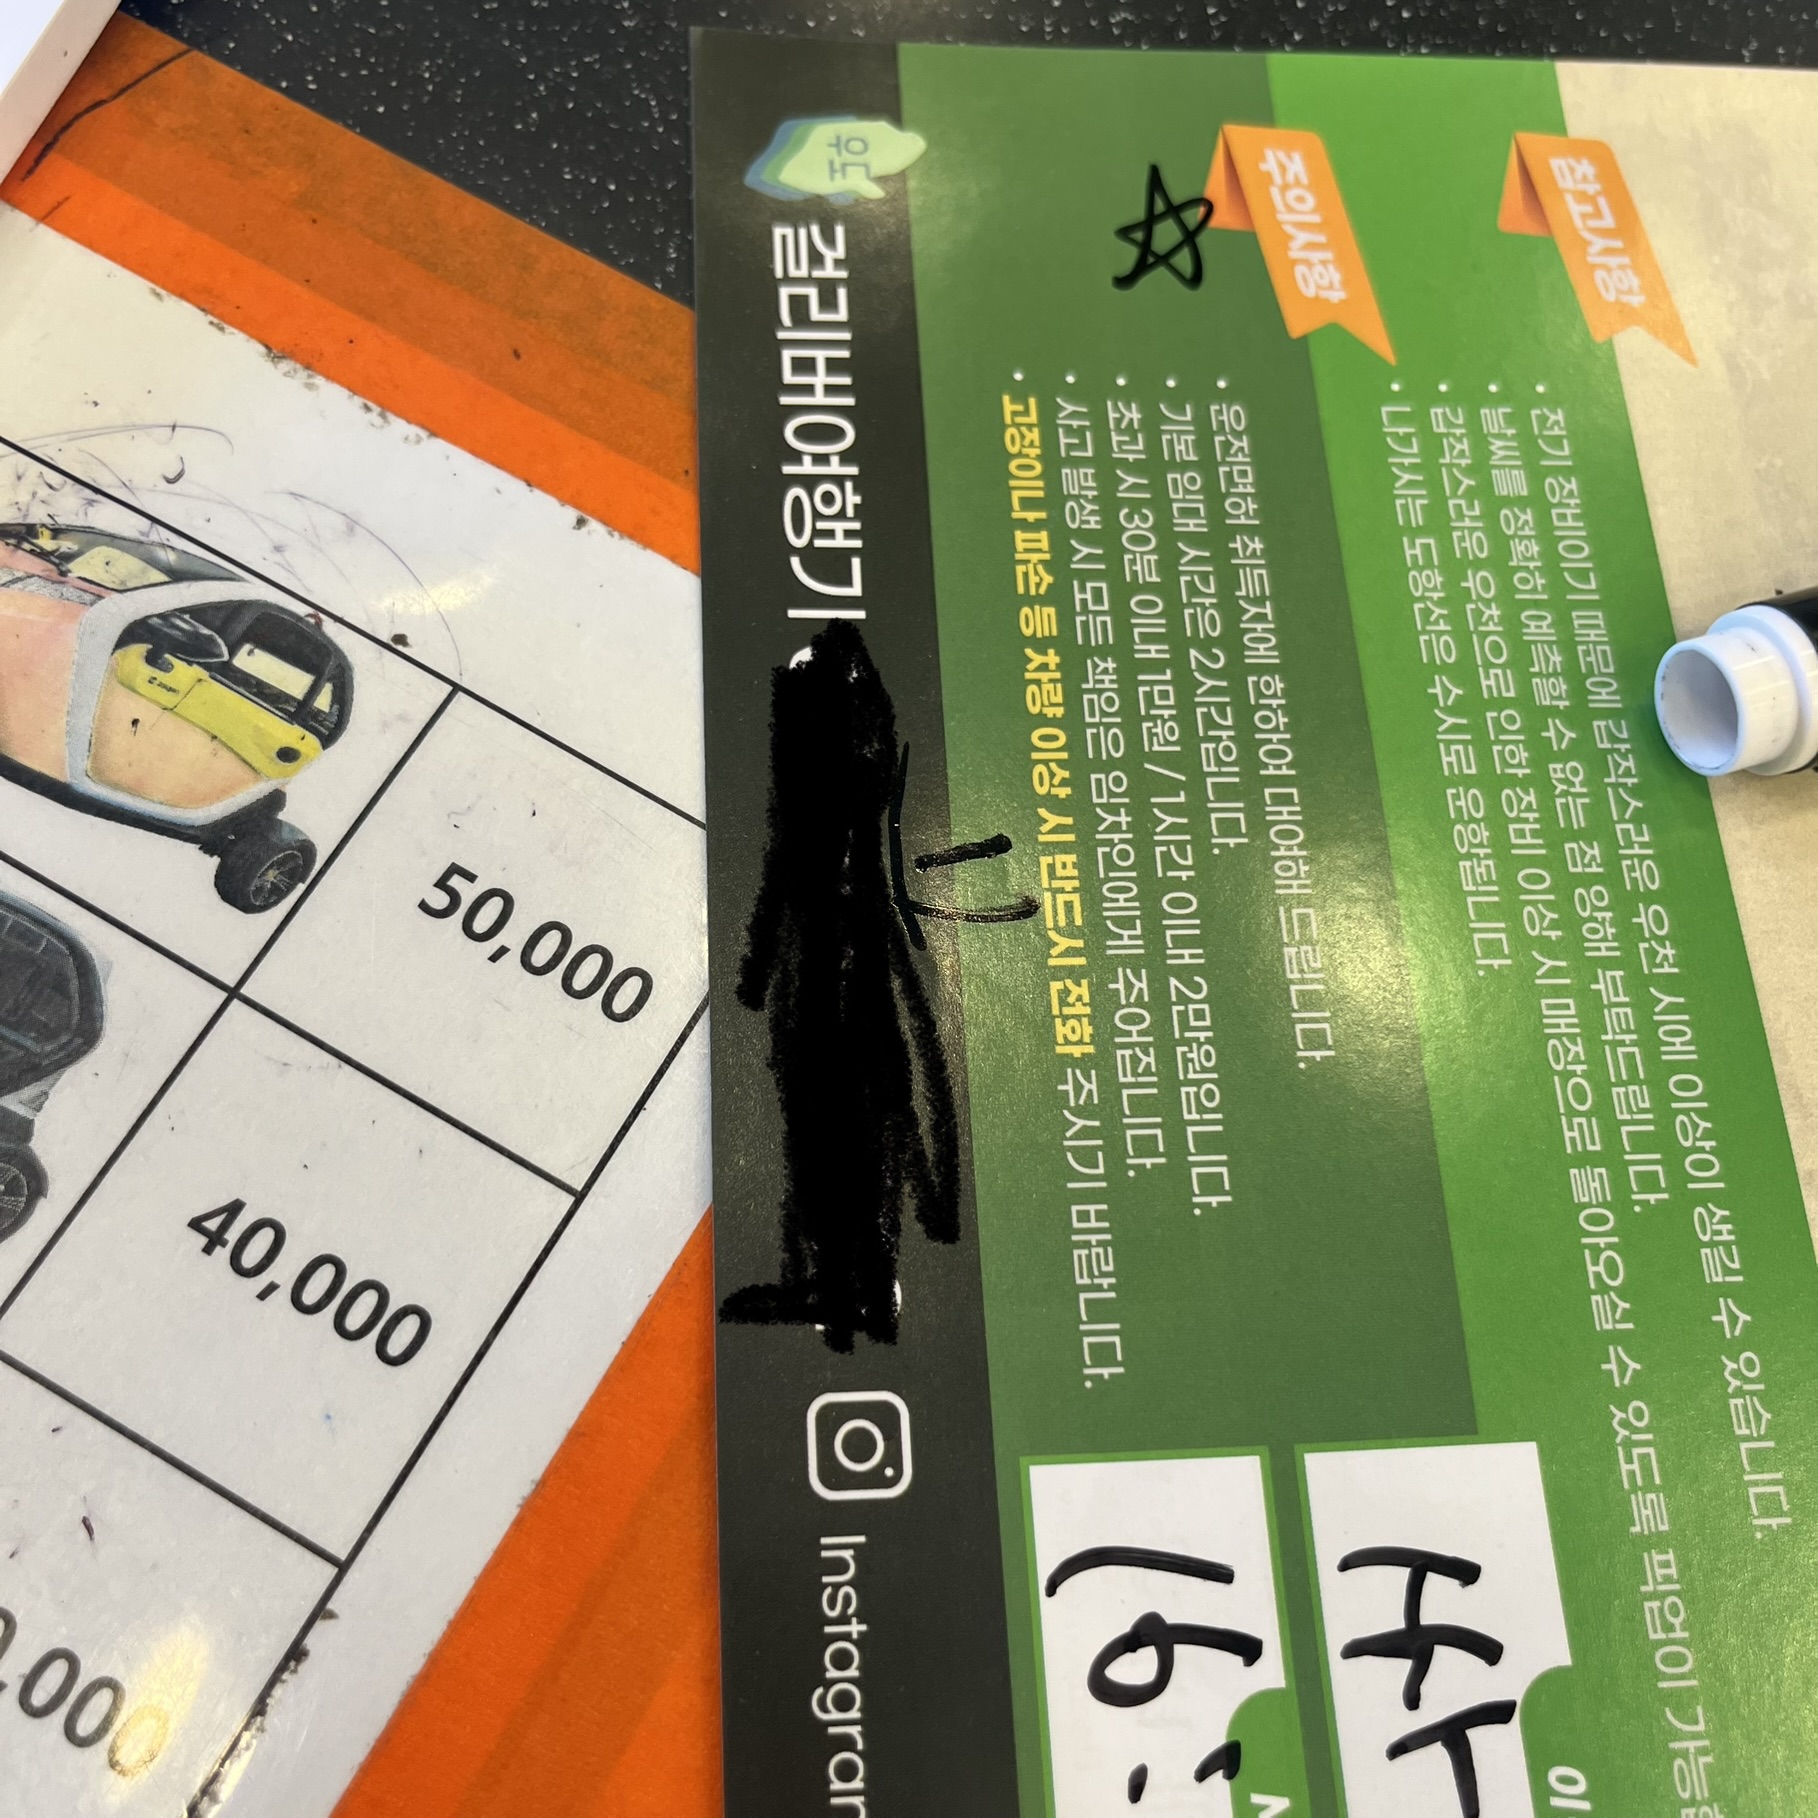 참고사항
전기 장비이기 때문에 갑작스러운 우천 시에 이상이 생길 수 있습니다.
날씨를 정확히 예측할 수 없는 점 양해 부탁드립니다.
갑작스러운 우천으로 인한 장비 이상 시 매장으로 돌아오실 수 있도록 픽업이 가능
나가시는 도항선은 수시로 운항됩니다.
주의사항
운전면허 취득자에 한하여 대여해 드립니다.
기본 임대 시간은 2시간입니다.
초과 시 30분 이내 1만원 / 1시간 이내 2만원입니다.
사고 발생 시 모든 책임은 임차인에게 주어집니다.
고장이나 파손 등 차량 이상 시 반드시 전화 주시기 바랍니다.
우도 걸리버여행기
Instagram
50,000
40,000